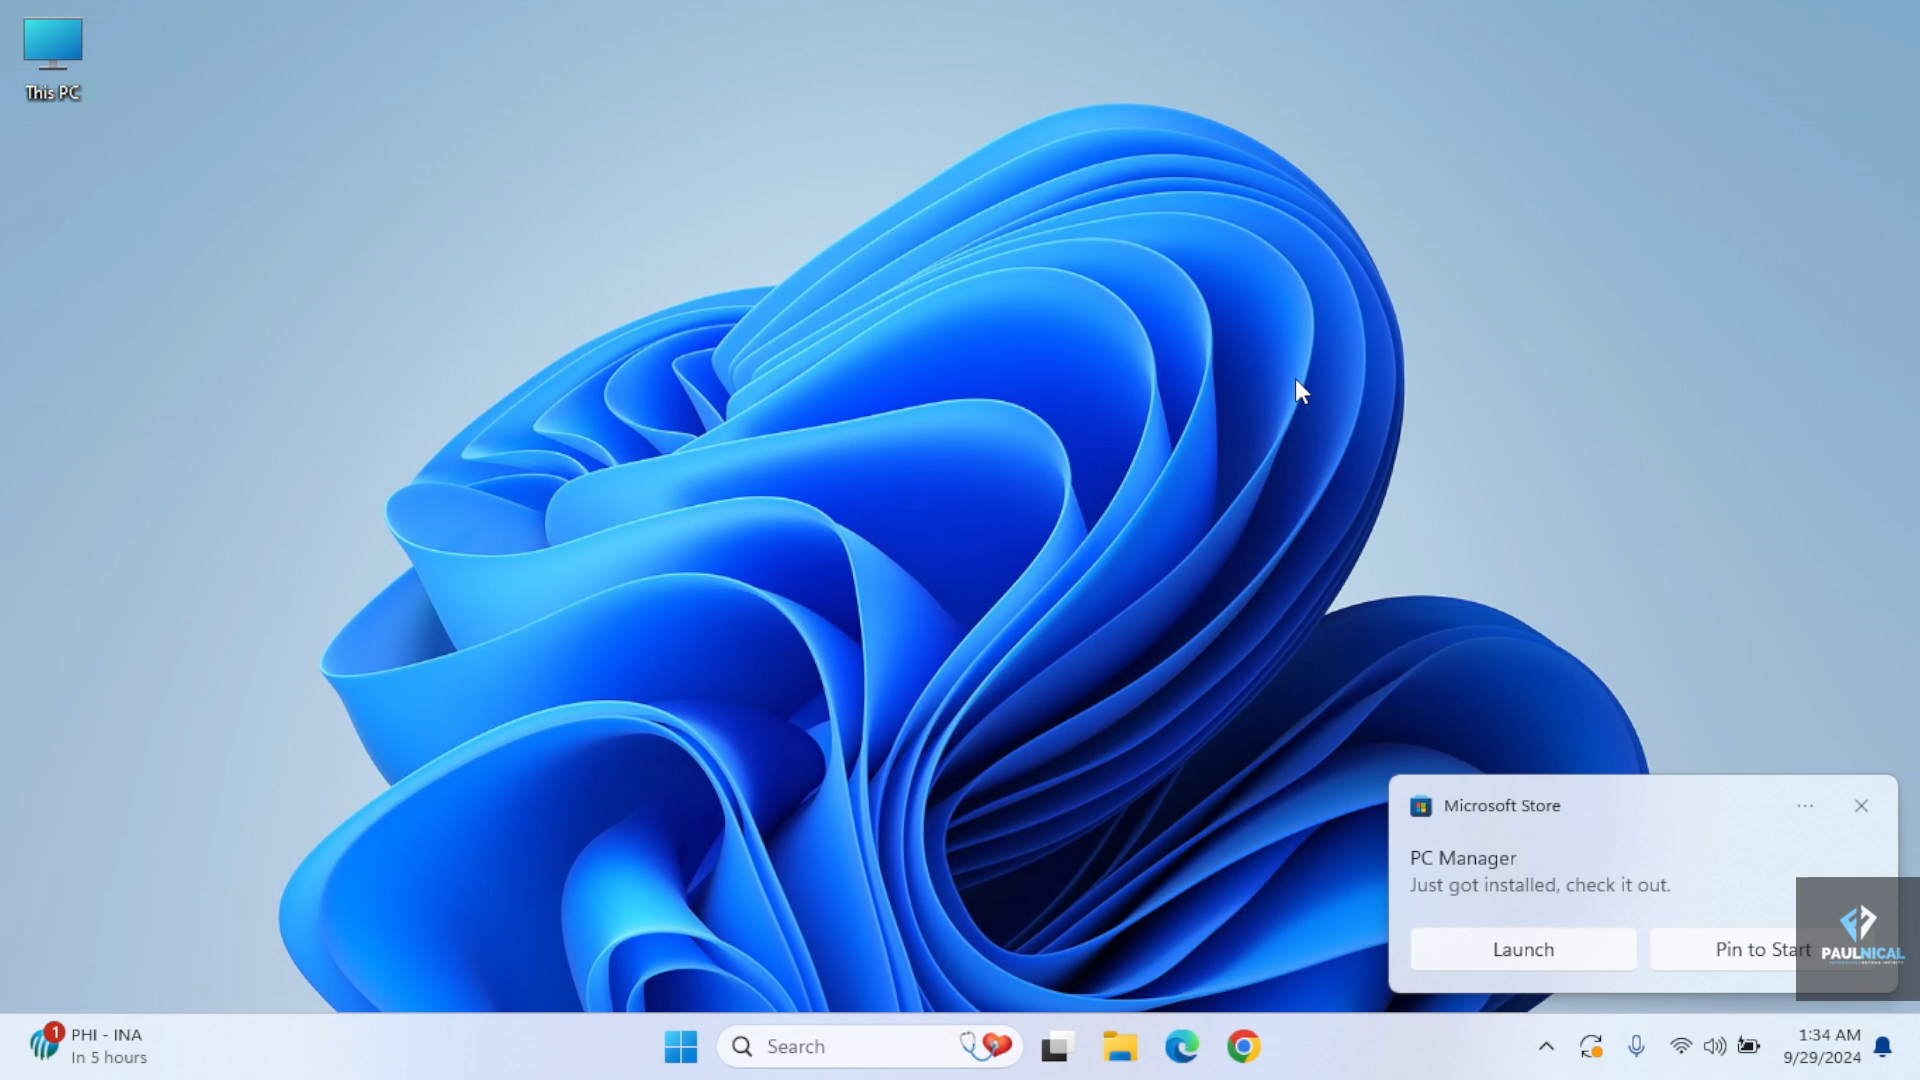 This PC
Microsoft Store
PC Manager
Just got installed, check it out.
Launch
Pin to Start
PAULNICAL
1
PHI - INA
In 5 hours
Search
1:34 AM
9/29/2024